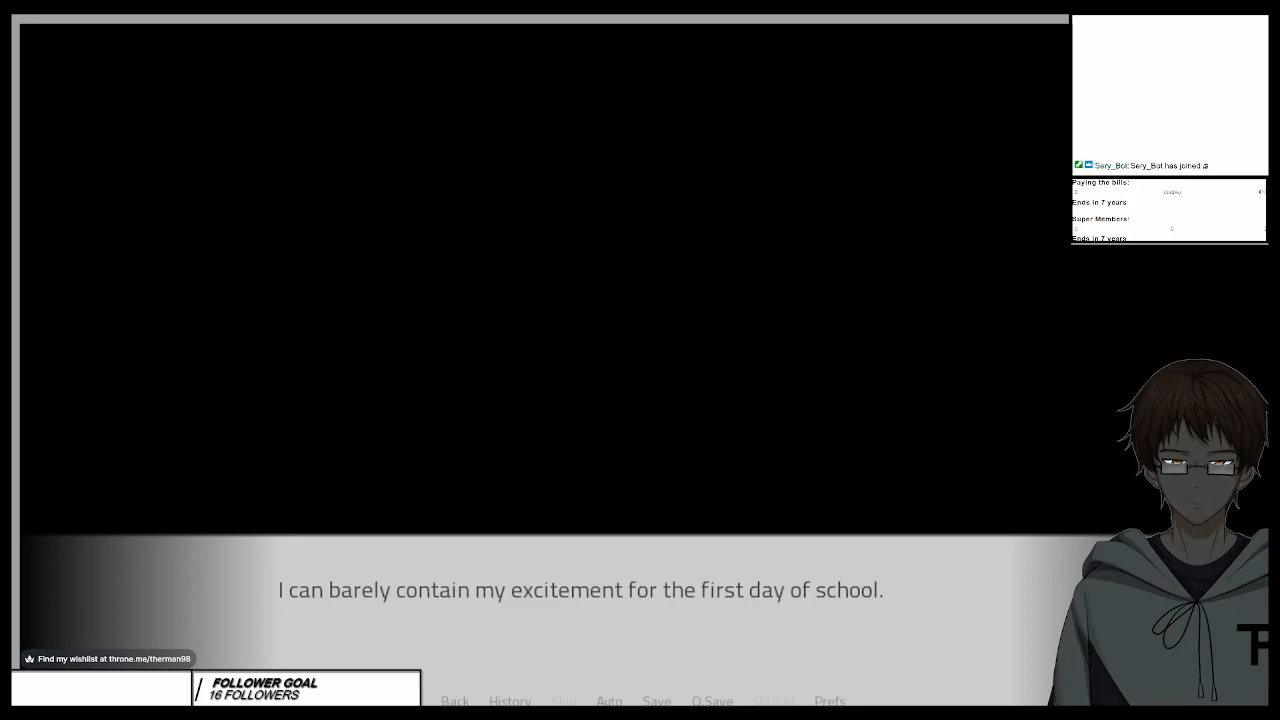 Sery_Bot: Sery_Bot has joined
Paying the bills:
Ends in 7 years
Super Members:
0
Ends in 7 years
I can barely contain my excitement for the first day of school.
Find my wishlist at throne.me/therman98
FOLLOWER GOAL
/ 16 FOLLOWERS
Back History Skip Auto Save Q.Save Q.Load Prefs